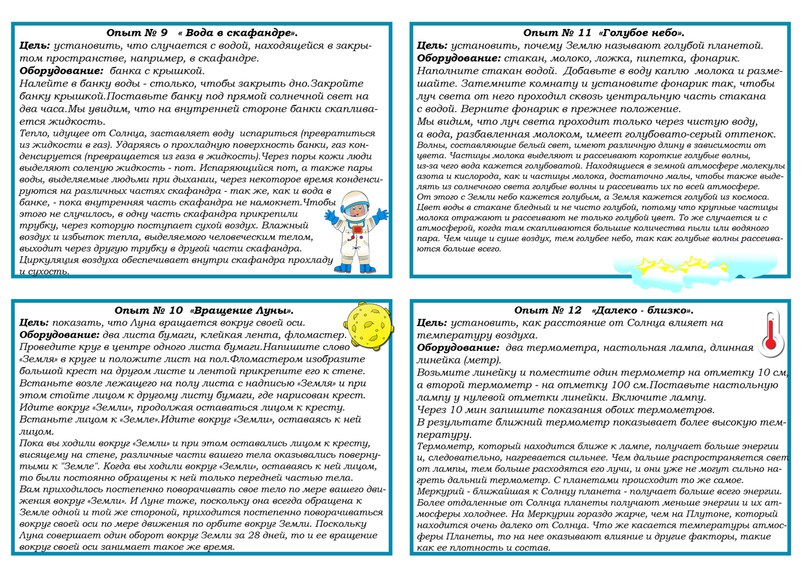 Опыт № 9 « Вода в скафандре».
Цель: установить, что случается с водой, находящейся в закры-
том пространстве, например, в скафандре.
Оборудование: банка с крышкой.
Налейте в банку воды - столько, чтобы закрыть дно.Закройте
банку крышкой.Поставьте банку под прямой солнечной свет на
два часа.Мы увидим, что на внутренней стороне банки скаплива-
ется жидкость.
Тепло, идущее от Солнца, заставляет воду испариться (превратиться
из жидкости в газ). Ударяясь о прохладную поверхность банки, газ кон-
денсируется (превращается из газа в жидкость).Через поры кожи люди
выделяют соленую жидкость - пот. Испаряющийся пот, а также пары
воды, выделяемые людьми при дыхании, через некоторое время конденси-
руются на различных частях скафандра - так же, как и вода в
банке, - пока внутренняя часть скафандра не намокнет.Чтобы
этого не случилось, в одну часть скафандра прикрепили
трубку, через которую поступает сухой воздух. Влажный
воздух и избыток тепла, выделяемого человеческим телом,
выходит через другую трубку в другой части скафандра.
Циркуляция воздуха обеспечивает внутри скафандра прохладу
и сухость.
Опыт № 11 «Голубое небо».
Цель: установить, почему Землю называют голубой планетой.
Оборудование: стакан, молоко, ложка, пипетка, фонарик.
Наполните стакан водой. Добавьте в воду каплю молока и разме-
шайте. Затемните комнату и установите фонарик так, чтобы
луч света от него проходил сквозь центральную часть стакана
с водой. Верните фонарик в прежнее положение.
Мы видим, что луч света проходит только через чистую воду,
а вода, разбавленная молоком, имеет голубовато-серый оттенок.
Волны, составляющие белый свет, имеют различную длину в зависимости от
цвета. Частицы молока выделяют и рассеивают короткие голубые волны,
из-за чего вода кажется голубоватой. Находящиеся в земной атмосфере молекулы
азота и кислорода, как и частицы молока, достаточно малы, чтобы также выде-
лять из солнечного света голубые волны и рассеивать их по всей атмосфере.
От этого с Земли небо кажется голубым, а Земля кажется голубой из космоса.
Цвет воды в стакане бледный и не чисто голубой, потому что крупные частицы
молока отражают и рассеивают не только голубой цвет. То же случается и с
атмосферой, когда там скапливаются большие количества пыли или водяного
пара. Чем чище и суше воздух, тем голубее небо, так как голубые волны рассеива-
ются больше всего.
Опыт № 10 «Вращение Луны».
Цель: показать, что Луна вращается вокруг своей оси.
Оборудование: два листа бумаги, клейкая лента, фломастер.
Проведите круг в центре одного листа бумаги.Напишите слово
«Земля» в круге и положите лист на пол.Фломастером изобразите
большой крест на другом листе и лентой прикрепите его к стене.
Встаньте возле лежащего на полу листа с надписью «Земля» и при
этом стойте лицом к другому листу бумаги, где нарисован крест.
Идите вокруг «Земли», продолжая оставаться лицом к кресту.
Встаньте лицом к «Земле».Идите вокруг «Земли», оставаясь к ней
лицом.
Пока вы ходили вокруг «Земли» и при этом оставались лицом к кресту,
висящему на стене, различные части вашего тела оказывались поверну-
тыми к "Земле". Когда вы ходили вокруг «Земли», оставаясь к ней лицом,
то были постоянно обращены к ней только передней частью тела.
Вам приходилось постепенно поворачивать свое тело по мере вашего дви-
жения вокруг «Земли». И Луне тоже, поскольку она всегда обращена к
Земле одной и той же стороной, приходится постепенно поворачиваться
вокруг своей оси по мере движения по орбите вокруг Земли. Поскольку
Луна совершает один оборот вокруг Земли за 28 дней, то и ее вращение
вокруг своей оси занимает такое же время.
Опыт № 12 «Далеко - близко».
Цель: установить, как расстояние от Солнца влияет на
температуру воздуха.
Оборудование: два термометра, настольная лампа, длинная
линейка (метр).
Возьмите линейку и поместите один термометр на отметку 10 см,
а второй термометр - на отметку 100 см.Поставьте настольную
лампу у нулевой отметки линейки. Включите лампу.
Через 10 мин запишите показания обоих термометров.
В результате ближний термометр показывает более высокую тем-
пературу.
Термометр, который находится ближе к лампе, получает больше энергии
и, следовательно, нагревается сильнее. Чем дальше распространяется свет
от лампы, тем больше расходятся его лучи, и они уже не могут сильно на-
греть дальний термометр. С планетами происходит то же самое.
Меркурий - ближайшая к Солнцу планета - получает больше всего энергии.
Более отдаленные от Солнца планеты получают меньше энергии и их ат-
мосферы холоднее. На Меркурии гораздо жарче, чем на Плутоне, который
находится очень далеко от Солнца. Что же касается температуры атмос-
феры Планеты, то на нее оказывают влияние и другие факторы, такие
как ее плотность и состав.